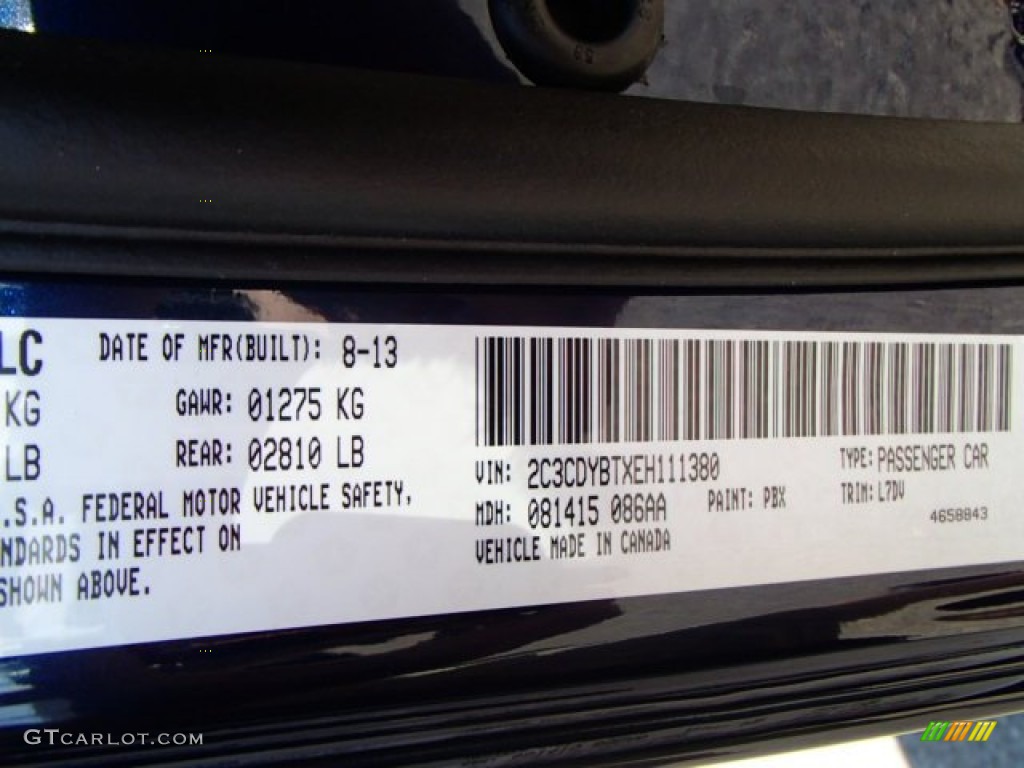 LC DATE OF MFR(BUILT): 8-13
KG GAWR: 01275 KG
LB REAR: 02810 LB
.S.A. FEDERAL MOTOR VEHICLE SAFETY,
NDARDS IN EFFECT ON
SHOWN ABOVE.
VIN: 2C3CDYBTXEH111380 TYPE: PASSENGER CAR
MDH: 081415 086AA PAINT: PBX TRIM: L7DV
4658843
VEHICLE MADE IN CANADA
GTCARLOT.COM